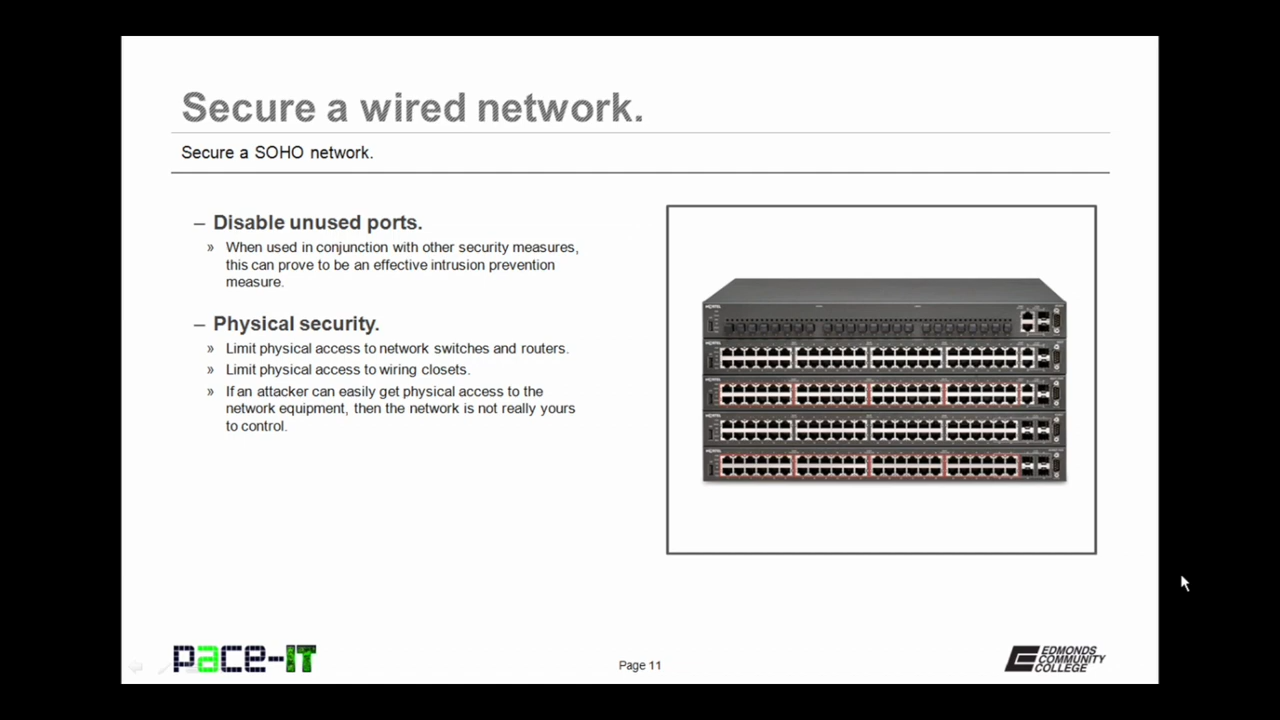 Secure a wired network.
Secure a SOHO network.
– Disable unused ports.
» When used in conjunction with other security measures,
this can prove to be an effective intrusion prevention
measure.
– Physical security.
» Limit physical access to network switches and routers.
» Limit physical access to wiring closets.
» If an attacker can easily get physical access to the
network equipment, then the network is not really yours
to control.
pace-IT
Page 11
EDMONDS
COMMUNITY
COLLEGE